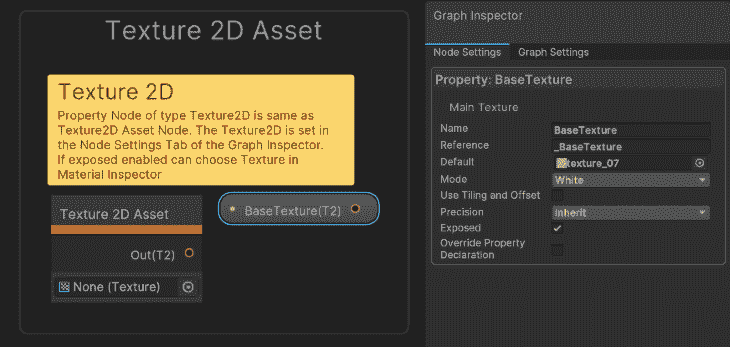 Texture 2D Asset
Texture 2D
Property Node of type Texture2D is same as
Texture2D Asset Node. The Texture2D is set in
the Node Settings Tab of the Graph Inspector.
If exposed enabled can choose Texture in
Material Inspector
Texture 2D Asset
Out(T2)
None (Texture)
BaseTexture(T2)
Graph Inspector
Node Settings Graph Settings
Property: BaseTexture
Main Texture
Name BaseTexture
Reference _BaseTexture
Default texture_07
Mode White
Use Tiling and Offset
Precision Inherit
Exposed
Override Property
Declaration